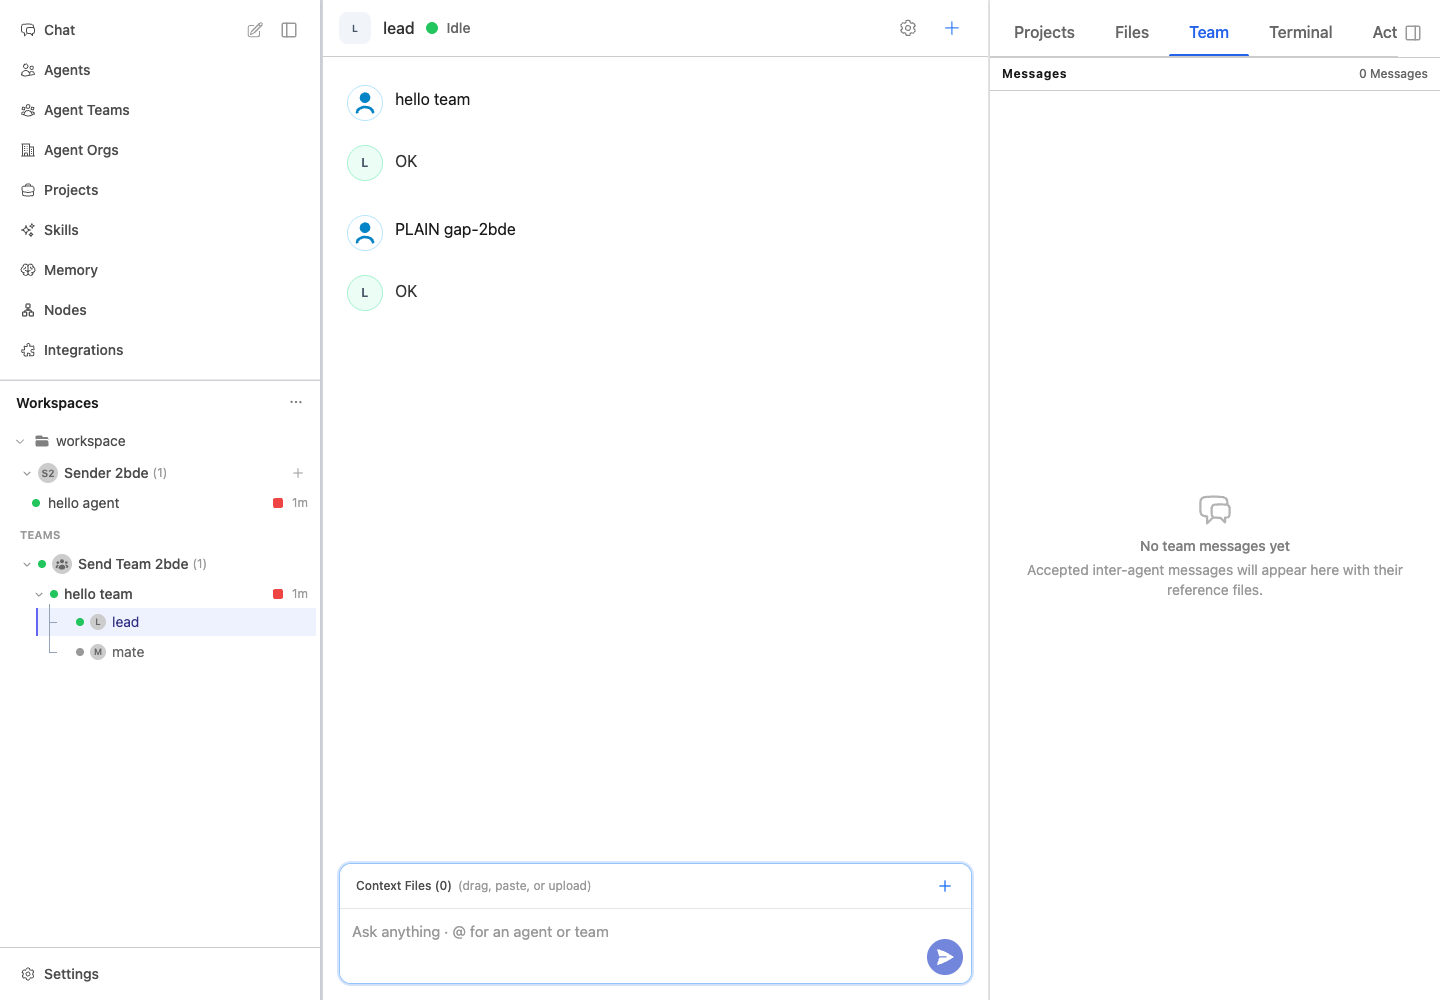 Chat
Agents
Agent Teams
Agent Orgs
Projects
Skills
Memory
Nodes
Integrations
Workspaces
workspace
S2 Sender 2bde (1)
hello agent 1m
TEAMS
Send Team 2bde (1)
hello team 1m
L lead
M mate
Settings
L lead Idle
hello team
L OK
PLAIN gap-2bde
L OK
Context Files (0) (drag, paste, or upload)
Ask anything · @ for an agent or team
Projects Files Team Terminal Act
Messages 0 Messages
No team messages yet
Accepted inter-agent messages will appear here with their
reference files.